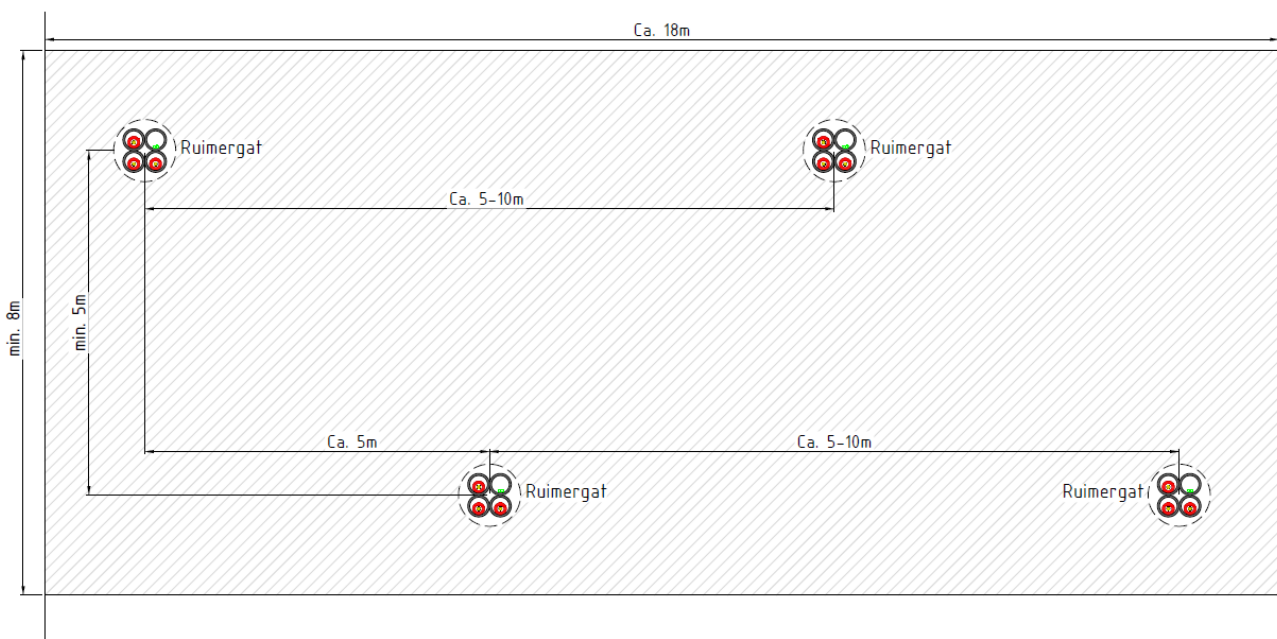 Ca. 18m
Ruimergat
Ruimergat
Ca. 5-10m
min. 8m
min. 5m
Ca. 5m
Ca. 5-10m
Ruimergat
Ruimergat